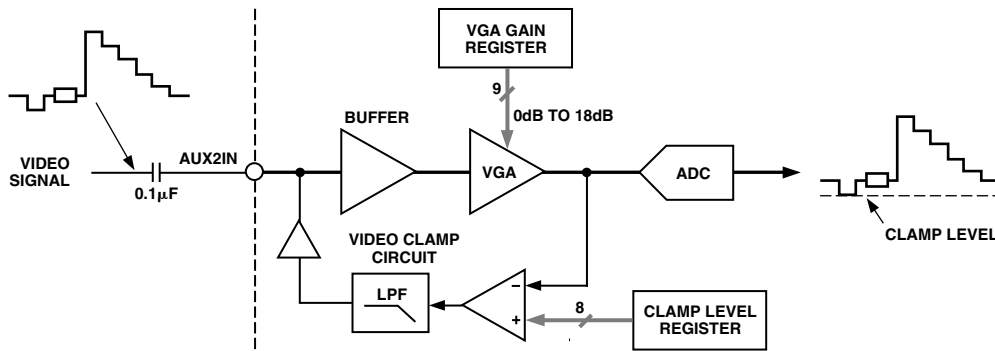 VGA GAIN
REGISTER
9
0dB TO 18dB
BUFFER
VIDEO
SIGNAL
AUX2IN
0.1μF
VGA
ADC
CLAMP LEVEL
VIDEO CLAMP
CIRCUIT
LPF
–
+
8
CLAMP LEVEL
REGISTER